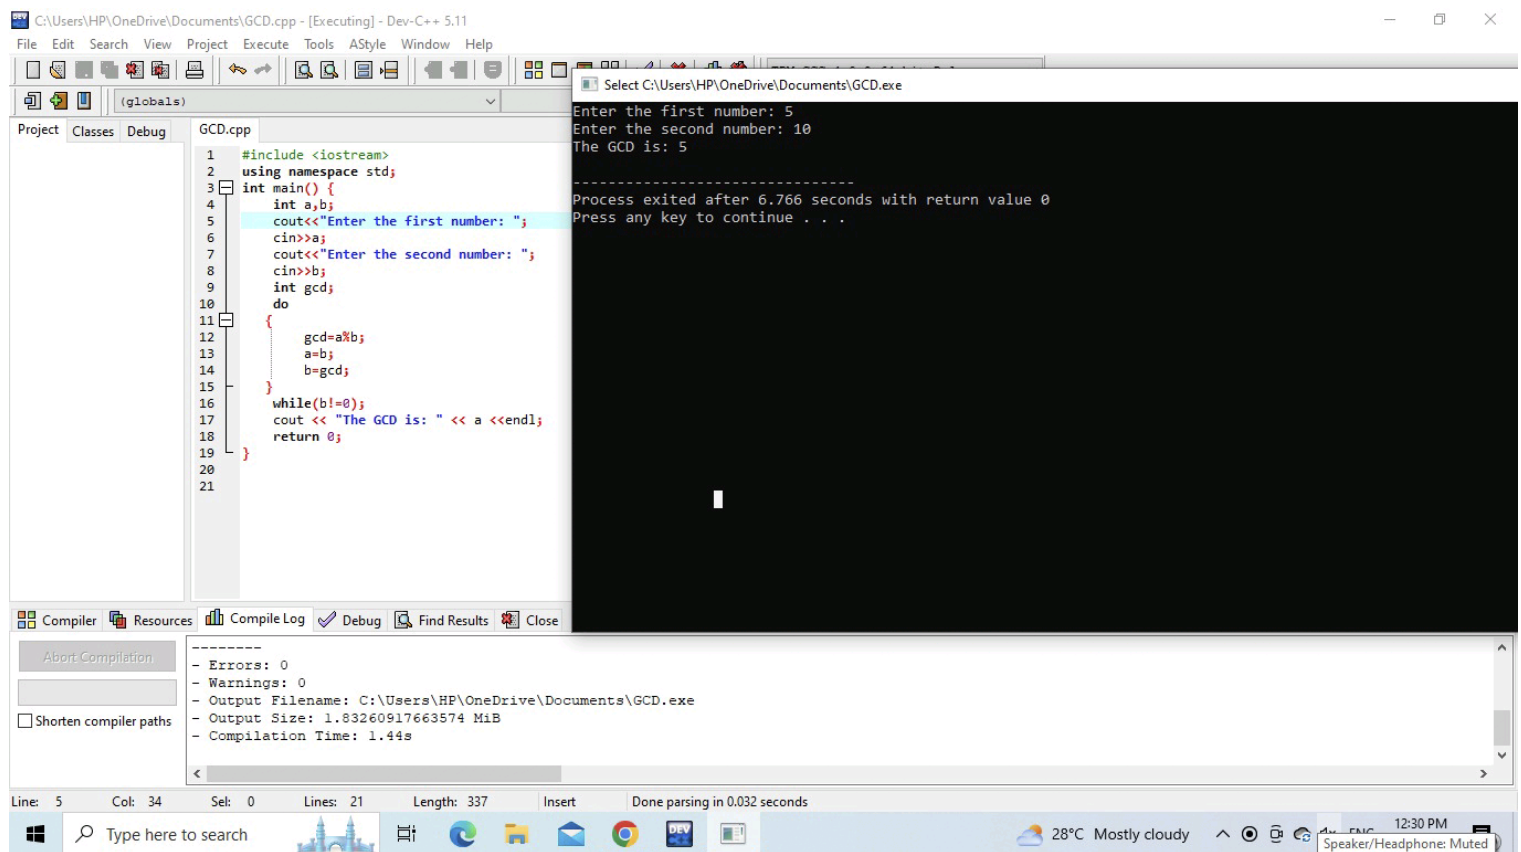 C:\Users\HP\OneDrive\Documents\GCD.cpp - [Executing] - Dev-C++ 5.11
File Edit Search View Project Execute Tools AStyle Window Help
(globals)
Project Classes Debug
GCD.cpp
1 #include <iostream>
2 using namespace std;
3 int main() {
4 int a,b;
5 cout<<"Enter the first number: ";
6 cin>>a;
7 cout<<"Enter the second number: ";
8 cin>>b;
9 int gcd;
10 do
11 {
12 gcd=a%b;
13 a=b;
14 b=gcd;
15 }
16 while(b!=0);
17 cout << "The GCD is: " << a <<endl;
18 return 0;
19 }
20
21
Select C:\Users\HP\OneDrive\Documents\GCD.exe
Enter the first number: 5
Enter the second number: 10
The GCD is: 5
--------------------------------
Process exited after 6.766 seconds with return value 0
Press any key to continue . . .
Compiler Resources Compile Log Debug Find Results Close
Abort Compilation
Shorten compiler paths
--------
- Errors: 0
- Warnings: 0
- Output Filename: C:\Users\HP\OneDrive\Documents\GCD.exe
- Output Size: 1.83260917663574 MiB
- Compilation Time: 1.44s
Line: 5 Col: 34 Sel: 0 Lines: 21 Length: 337 Insert Done parsing in 0.032 seconds
Type here to search
DEV
28°C Mostly cloudy
ENG
12:30 PM
Speaker/Headphone: Muted